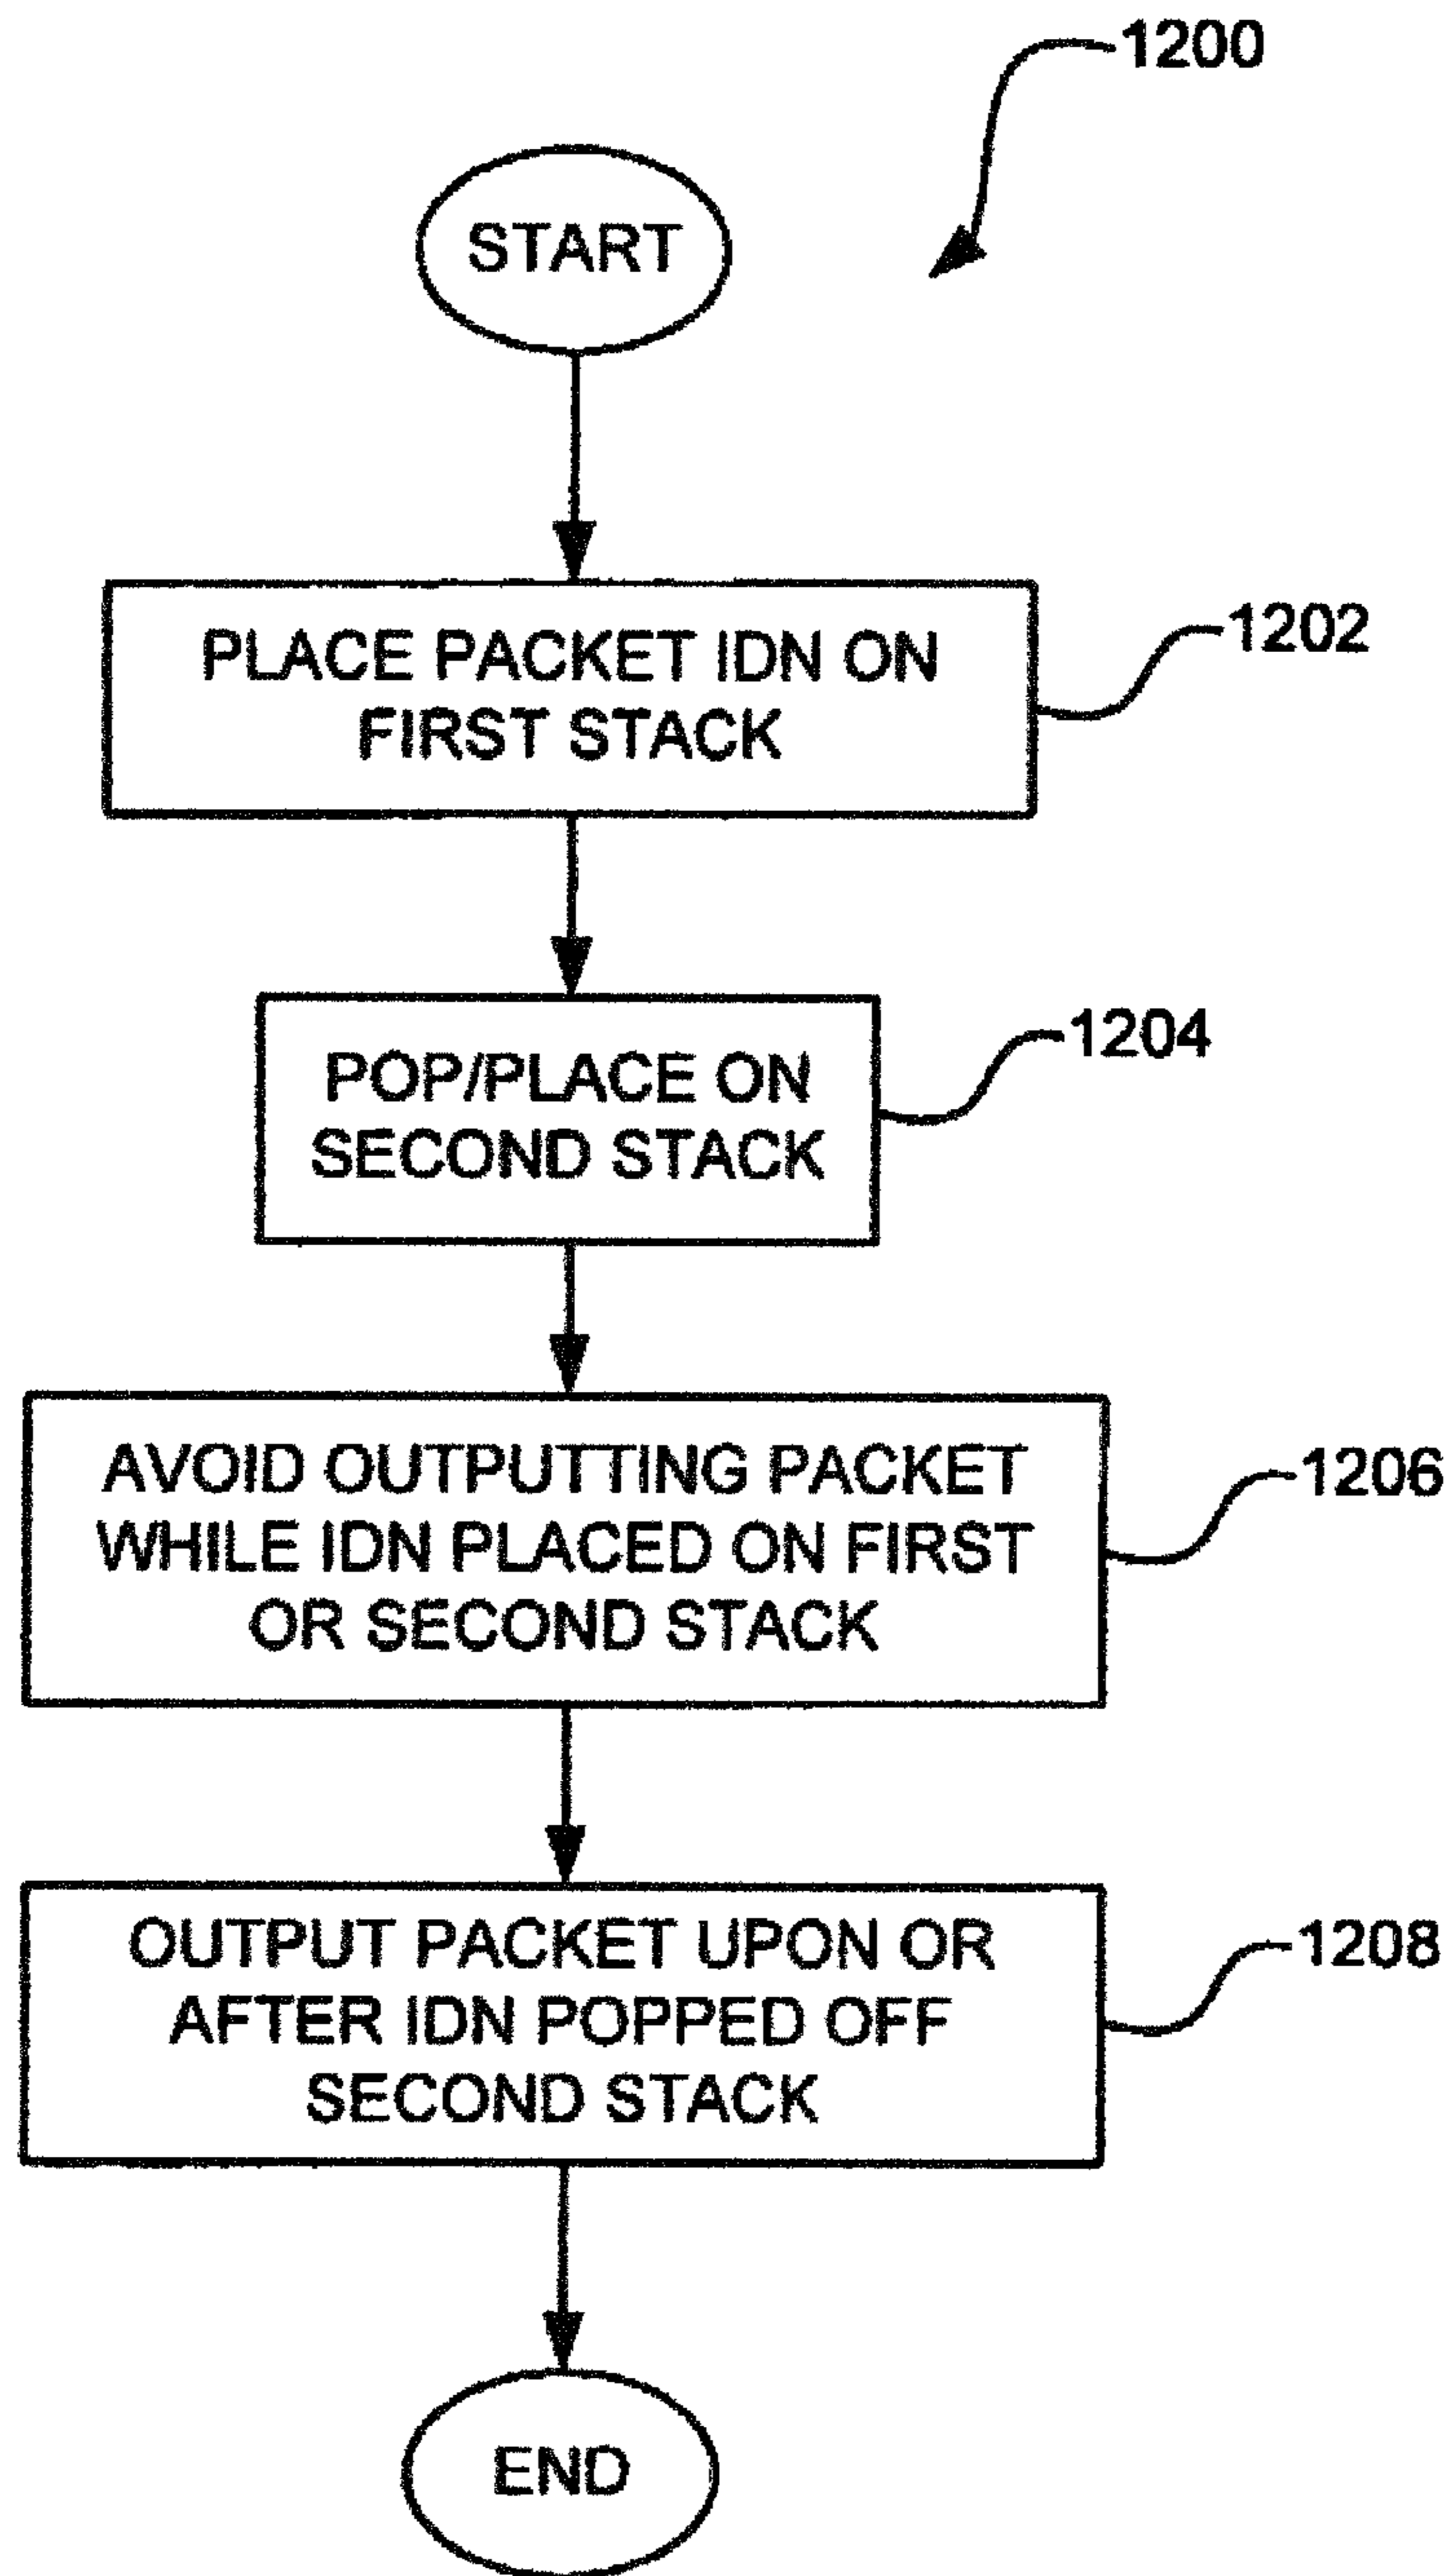 1200
START
PLACE PACKET IDN ON
FIRST STACK
1202
POP/PLACE ON
SECOND STACK
1204
AVOID OUTPUTTING PACKET
WHILE IDN PLACED ON FIRST
OR SECOND STACK
1206
OUTPUT PACKET UPON OR
AFTER IDN POPPED OFF
SECOND STACK
1208
END